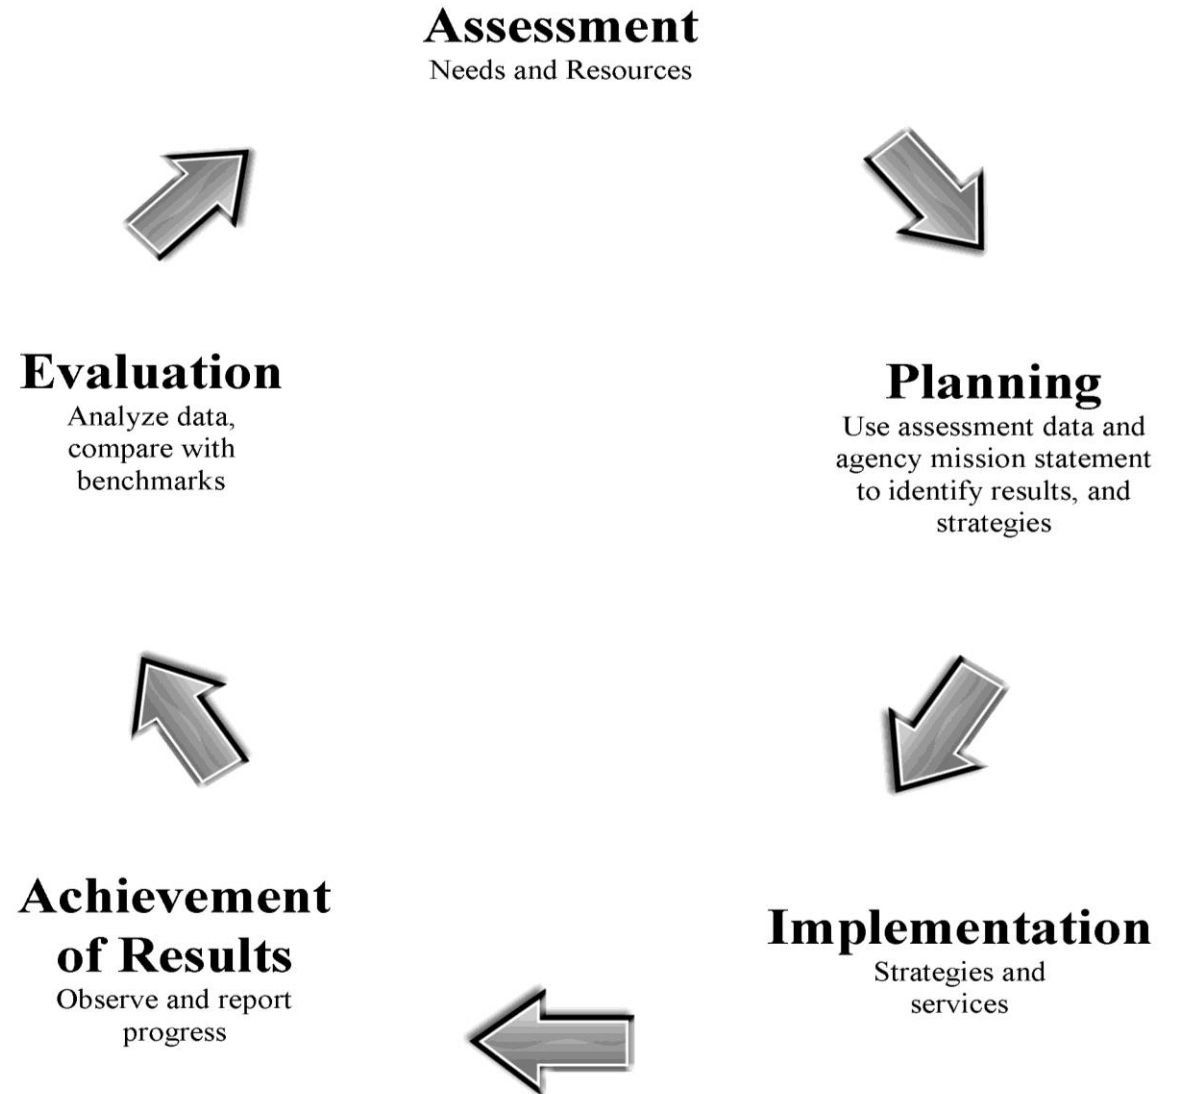 Assessment
Needs and Resources
Planning
Use assessment data and
agency mission statement
to identify results, and
strategies
Implementation
Strategies and
services
Achievement
of Results
Observe and report
progress
Evaluation
Analyze data,
compare with
benchmarks